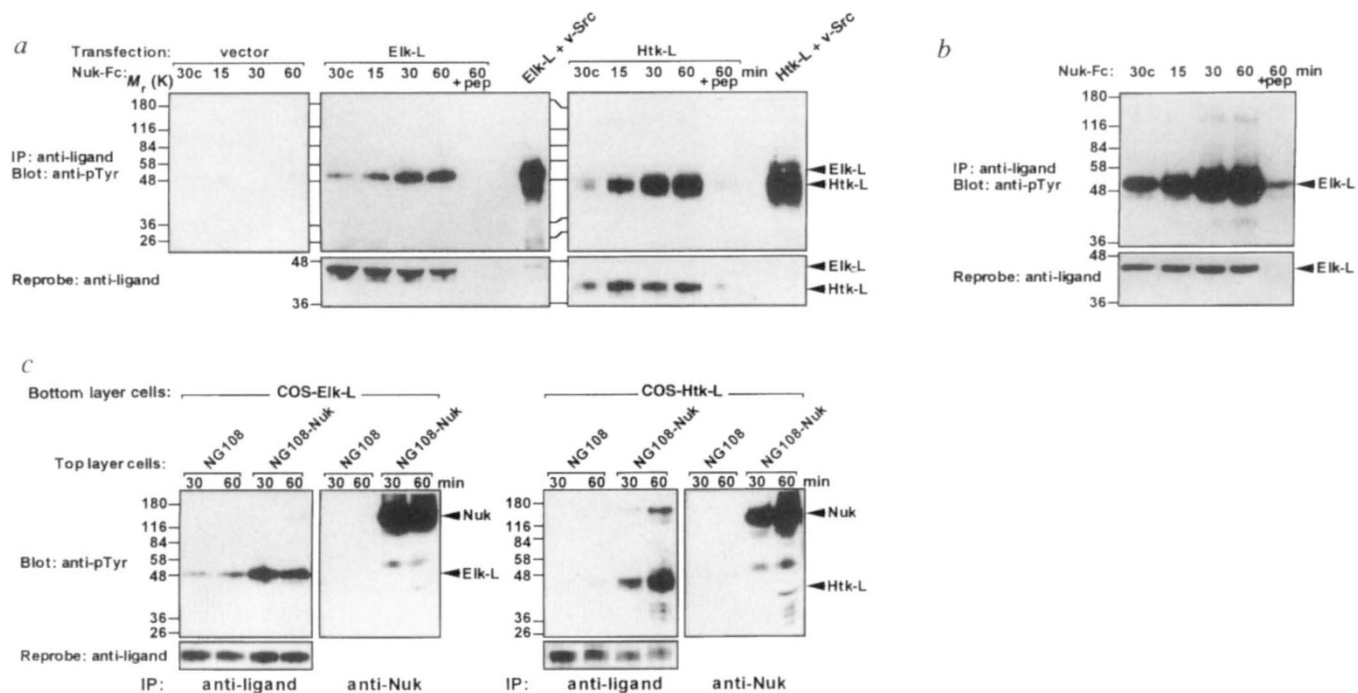 a
Transfection: vector Elk-L Elk-L + v-Src Htk-L Htk-L + v-Src
Nuk-Fc: 30c 15 30 60 30c 15 30 60 60 + pep 30c 15 30 60 60 + pep min
Mr (K)
180
116
84
58
48
36
26
IP: anti-ligand
Blot: anti-pTyr
Elk-L
Htk-L
48
36
Reprobe: anti-ligand
Elk-L
Htk-L
b
Nuk-Fc: 30c 15 30 60 60 +pep min
180
116
84
58
48
36
IP: anti-ligand
Blot: anti-pTyr
Elk-L
48
36
Reprobe: anti-ligand
Elk-L
c
Bottom layer cells: COS-Elk-L COS-Htk-L
Top layer cells: NG108 NG108-Nuk NG108 NG108-Nuk NG108 NG108-Nuk NG108 NG108-Nuk
30 60 30 60 30 60 30 60 min 30 60 30 60 30 60 30 60 min
180
116
84
58
48
36
26
Blot: anti-pTyr
Nuk
Elk-L
180
116
84
58
48
36
26
Nuk
Htk-L
Reprobe: anti-ligand
IP: anti-ligand anti-Nuk IP: anti-ligand anti-Nuk